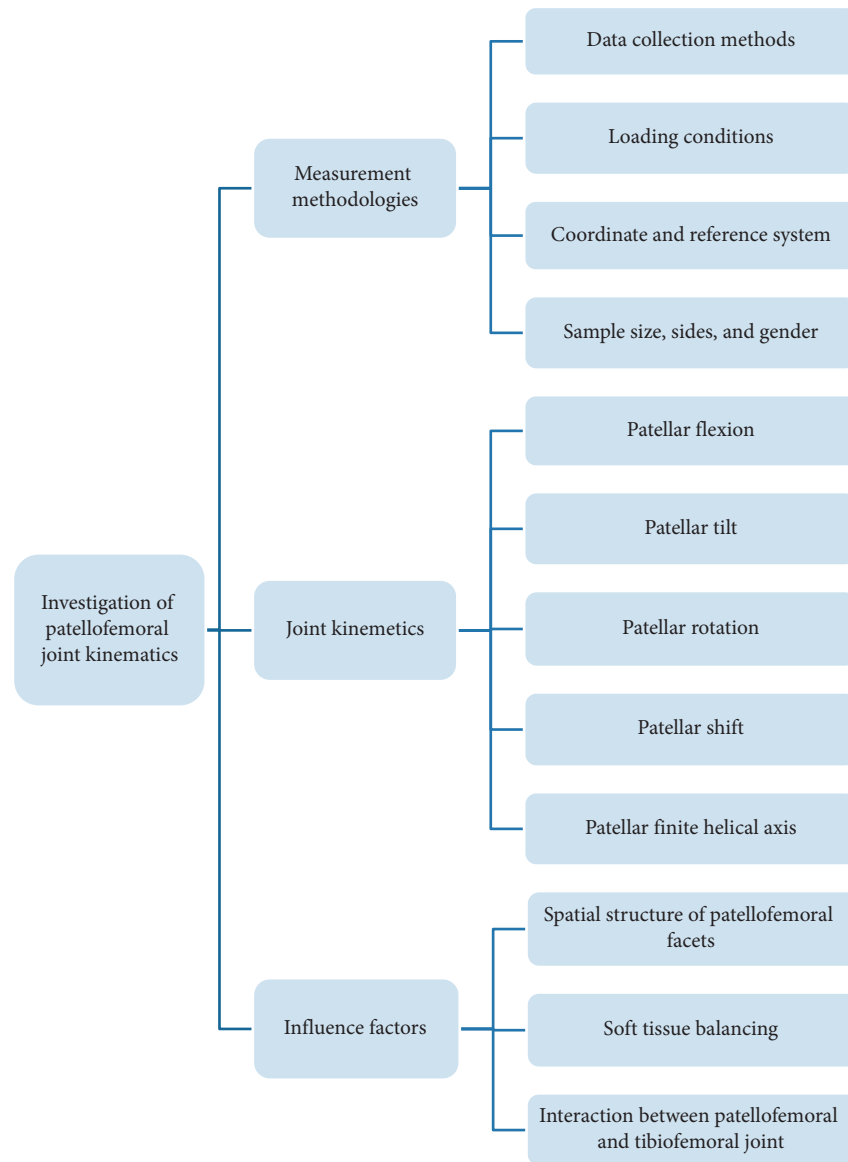 Investigation of
patellofemoral
joint kinematics
Measurement
methodologies
Data collection methods
Loading conditions
Coordinate and reference system
Sample size, sides, and gender
Joint kinemetics
Patellar flexion
Patellar tilt
Patellar rotation
Patellar shift
Patellar finite helical axis
Influence factors
Spatial structure of patellofemoral
facets
Soft tissue balancing
Interaction between patellofemoral
and tibiofemoral joint